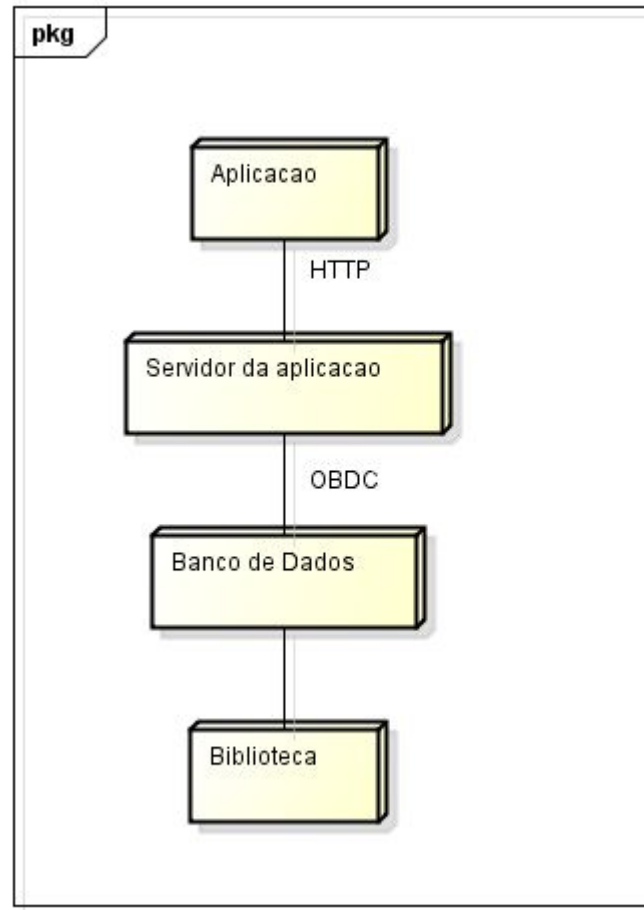 pkg
Aplicacao
HTTP
Servidor da aplicacao
OBDC
Banco de Dados
Biblioteca